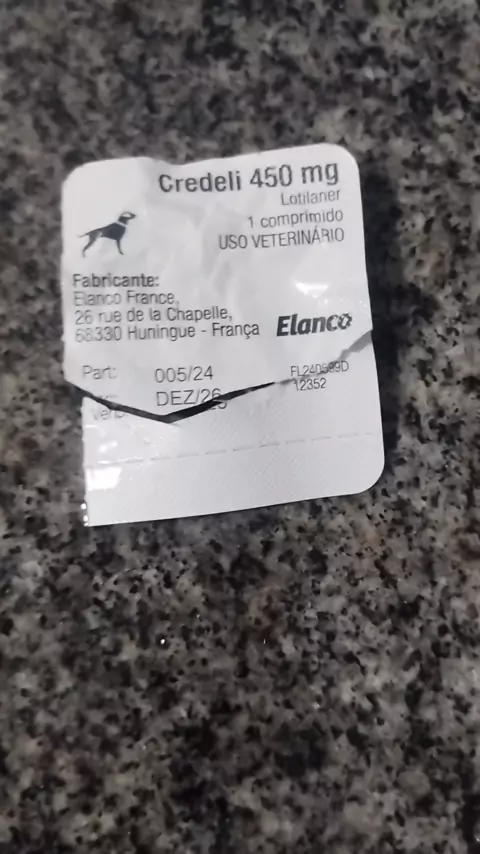 Credeli 450 mg
Lotilaner
1 comprimido
USO VETERINÁRIO
Fabricante:
Elanco France,
26 rue de la Chapelle,
68330 Huningue - França
Elanco
Part: 005/24
DEZ/26
12352